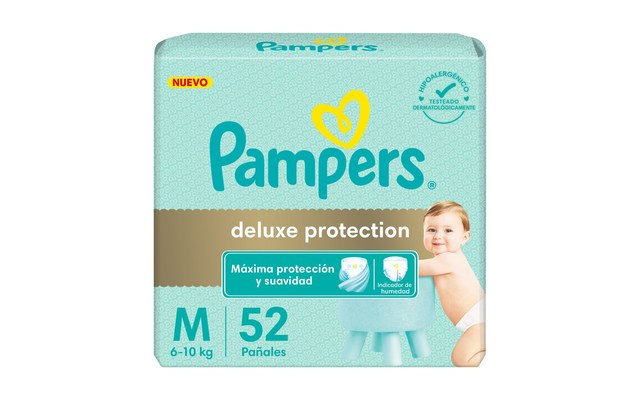 Pampers
NUEVO
HIPOALERGÉNICO
TESTEADO
DERMATOLÓGICAMENTE
Pampers®
deluxe protection
Máxima protección
y suavidad
Indicador de
humedad
M
6-10 kg
52
Pañales